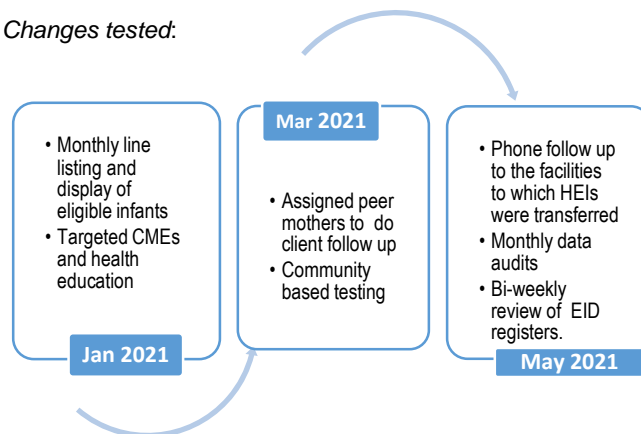 Changes tested:
• Monthly line
listing and
display of
eligible infants
• Targeted CMEs
and health
education
Jan 2021
Mar 2021
• Assigned peer
mothers to do
client follow up
• Community
based testing
• Phone follow up
to the facilities
to which HEIs
were transferred
• Monthly data
audits
• Bi-weekly
review of EID
registers.
May 2021